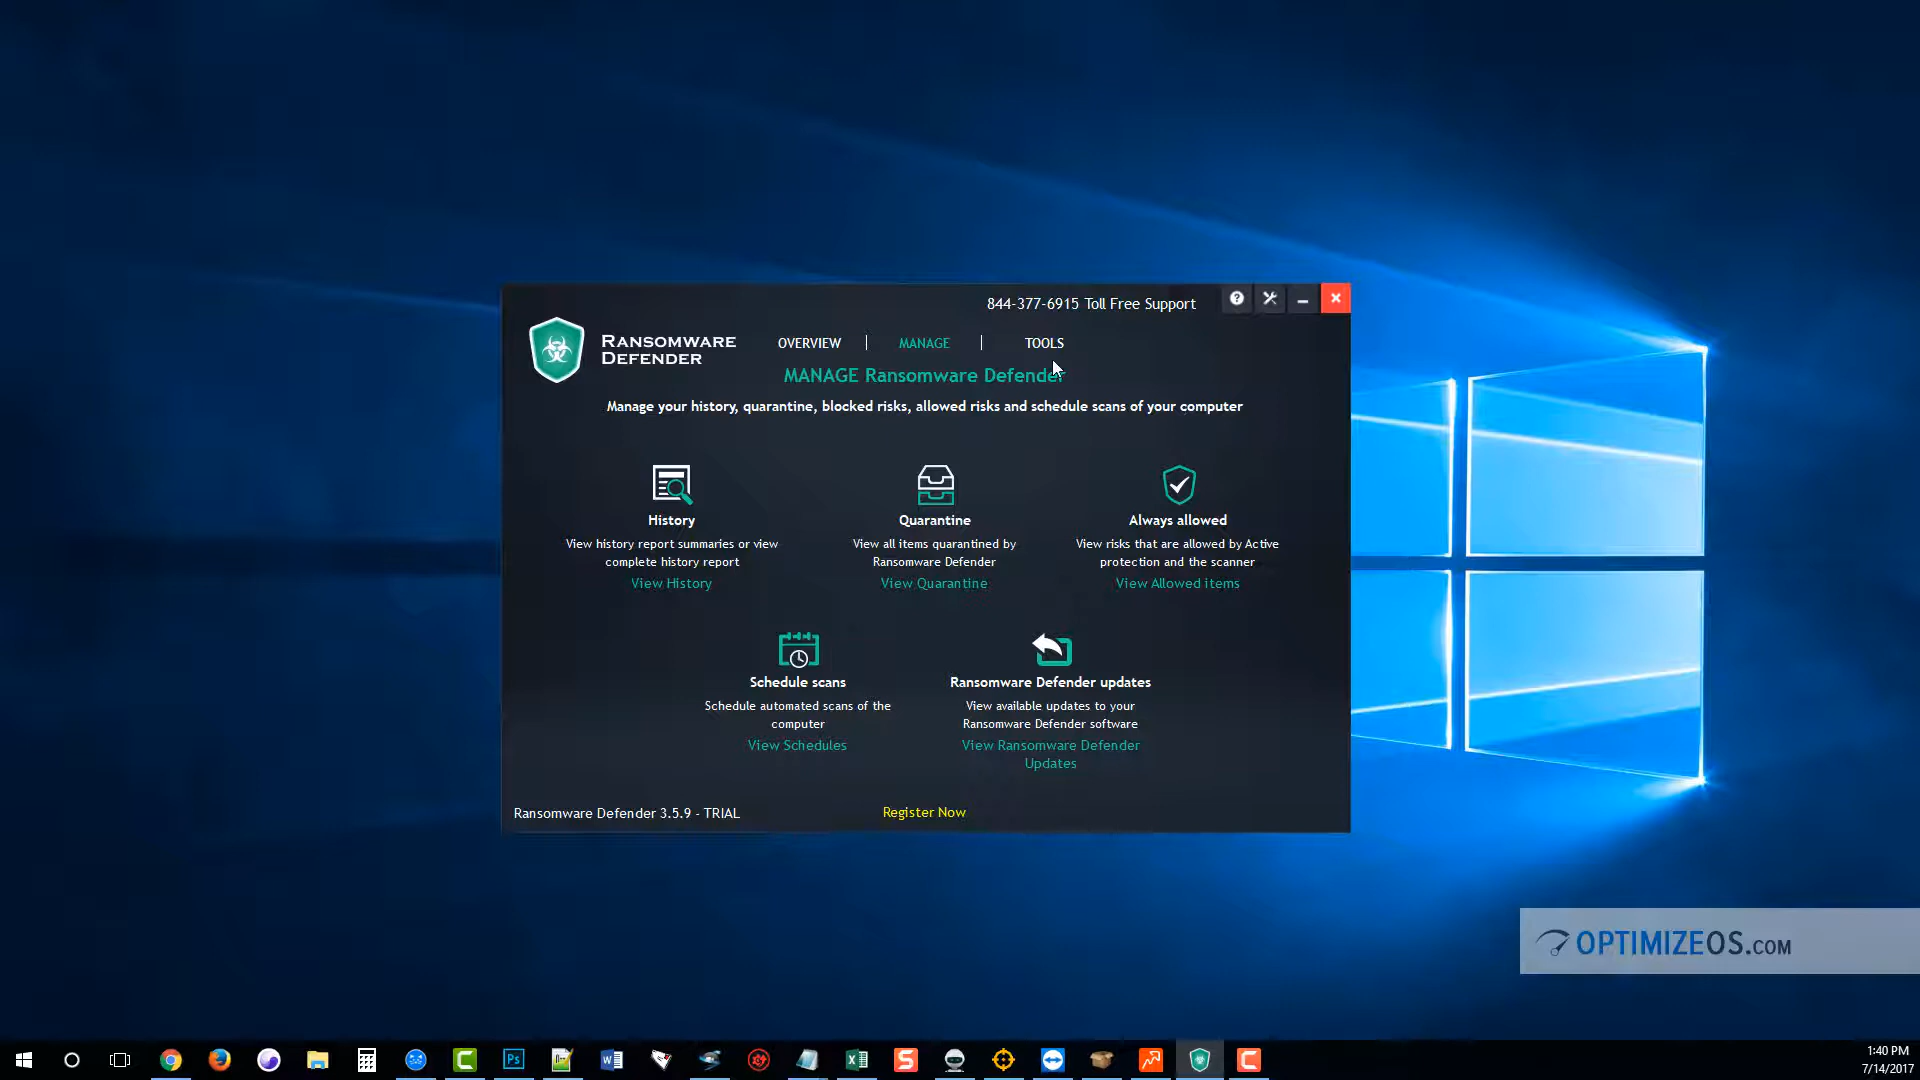 844-377-6915 Toll Free Support
RANSOMWARE
DEFENDER
OVERVIEW | MANAGE | TOOLS
MANAGE Ransomware Defender
Manage your history, quarantine, blocked risks, allowed risks and schedule scans of your computer
History
View history report summaries or view
complete history report
View History
Quarantine
View all items quarantined by
Ransomware Defender
View Quarantine
Always allowed
View risks that are allowed by Active
protection and the scanner
View Allowed items
Schedule scans
Schedule automated scans of the
computer
View Schedules
Ransomware Defender updates
View available updates to your
Ransomware Defender software
View Ransomware Defender
Updates
Ransomware Defender 3.5.9 - TRIAL
Register Now
OPTIMIZEOS.COM
Ps
1:40 PM
7/14/2017